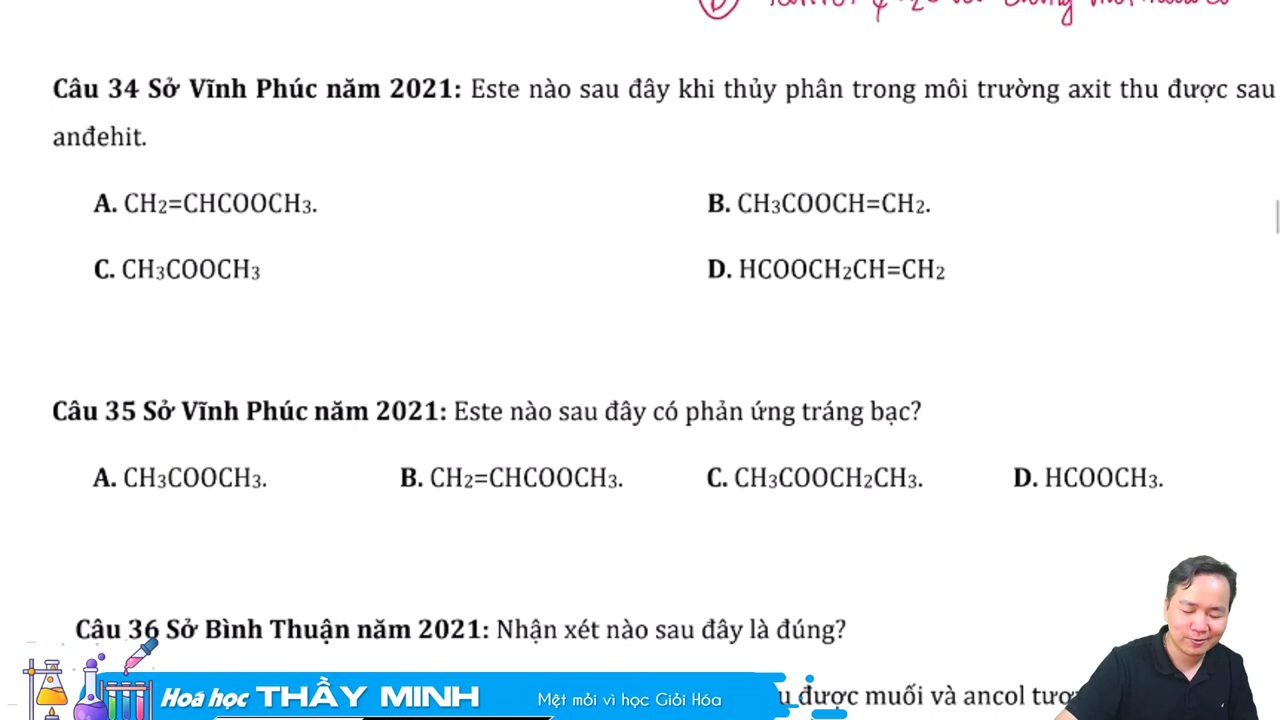 Câu 34 Sở Vĩnh Phúc năm 2021: Este nào sau đây khi thủy phân trong môi trường axit thu được sau
anđehit.
A. CH2=CHCOOCH3.
B. CH3COOCH=CH2.
C. CH3COOCH3
D. HCOOCH2CH=CH2
Câu 35 Sở Vĩnh Phúc năm 2021: Este nào sau đây có phản ứng tráng bạc?
A. CH3COOCH3.
B. CH2=CHCOOCH3.
C. CH3COOCH2CH3.
D. HCOOCH3.
Câu 36 Sở Bình Thuận năm 2021: Nhận xét nào sau đây là đúng?
được muối và ancol
Hoá học THẦY MINH
Mệt mỏi vì học Giỏi Hóa